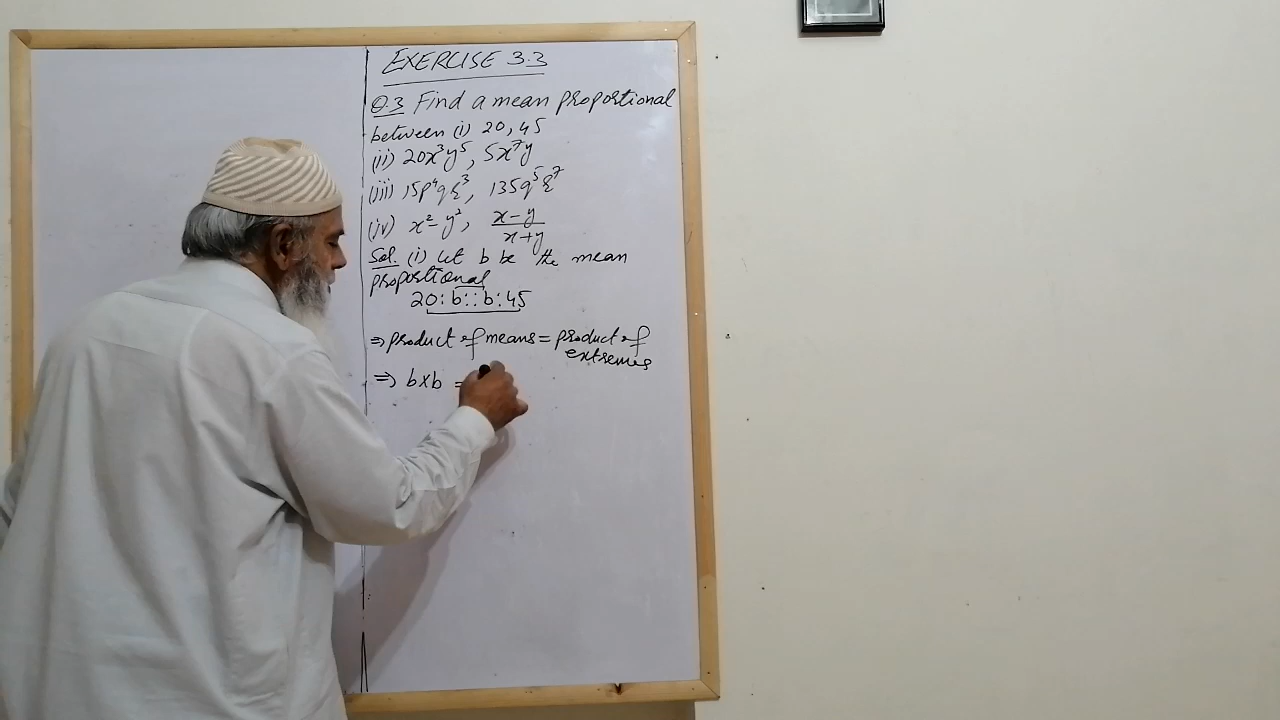 EXERCISE 3.3
Q.3 Find a mean proportional
between (i) 20, 45
(ii) 20x³y⁵, 5x⁷y
(iii) 15p⁴qr³, 135q⁵r⁷
(iv) x² - y², x-y/x+y
Sol. (i) Let b be the mean
proportional
20 : b :: b : 45
⇒ product of means = product of
extremes
⇒ b×b =